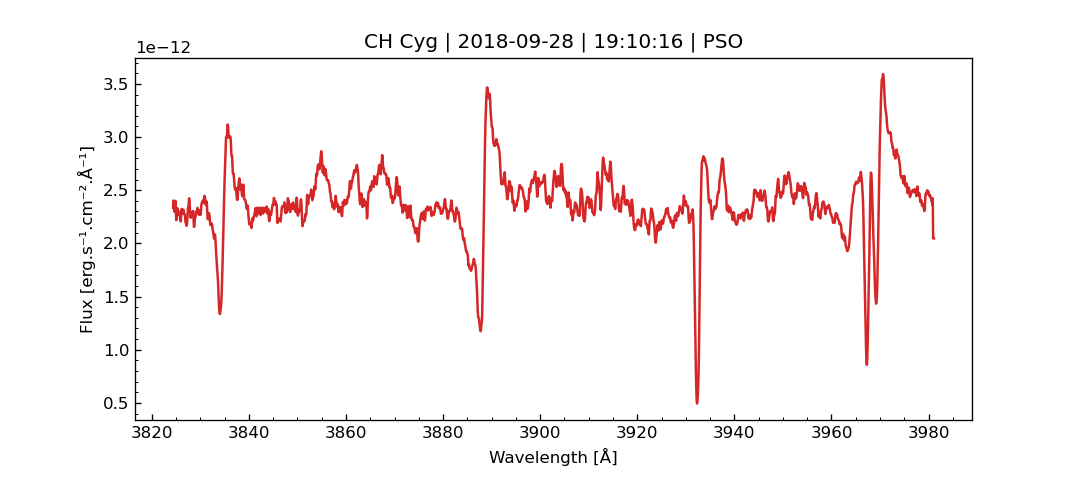 CH Cyg | 2018-09-28 | 19:10:16 | PSO
1e−12
3.5
3.0
2.5
2.0
1.5
1.0
0.5
Flux [erg.s⁻¹.cm⁻².Å⁻¹]
3820 3840 3860 3880 3900 3920 3940 3960 3980
Wavelength [Å]